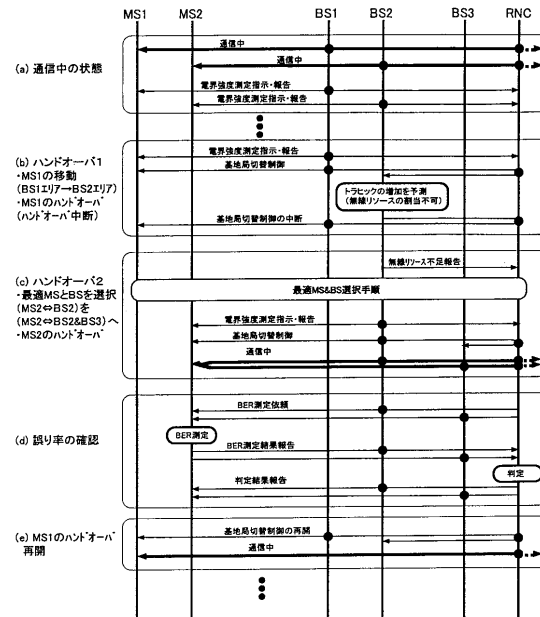 MS1 MS2 BS1 BS2 BS3 RNC
(a) 通信中の状態
通信中
通信中
電界強度測定指示・報告
電界強度測定指示・報告
(b) ハンドオーバ1
・MS1の移動
(BS1エリア→BS2エリア)
・MS1のハンドオーバ
(ハンドオーバ中断)
電界強度測定指示・報告
基地局切替制御
トラヒックの増加を予測
(無線リソースの割当不可)
基地局切替制御の中断
(c) ハンドオーバ2
・最適MSとBSを選択
(MS2⇔BS2)を
(MS2⇔BS2&BS3)へ
・MS2のハンドオーバ
無線リソース不足報告
最適MS&BS選択手順
電界強度測定指示・報告
基地局切替制御
通信中
(d) 誤り率の確認
BER測定依頼
BER測定
BER測定結果報告
判定
判定結果報告
(e) MS1のハンドオーバ
再開
基地局切替制御の再開
通信中